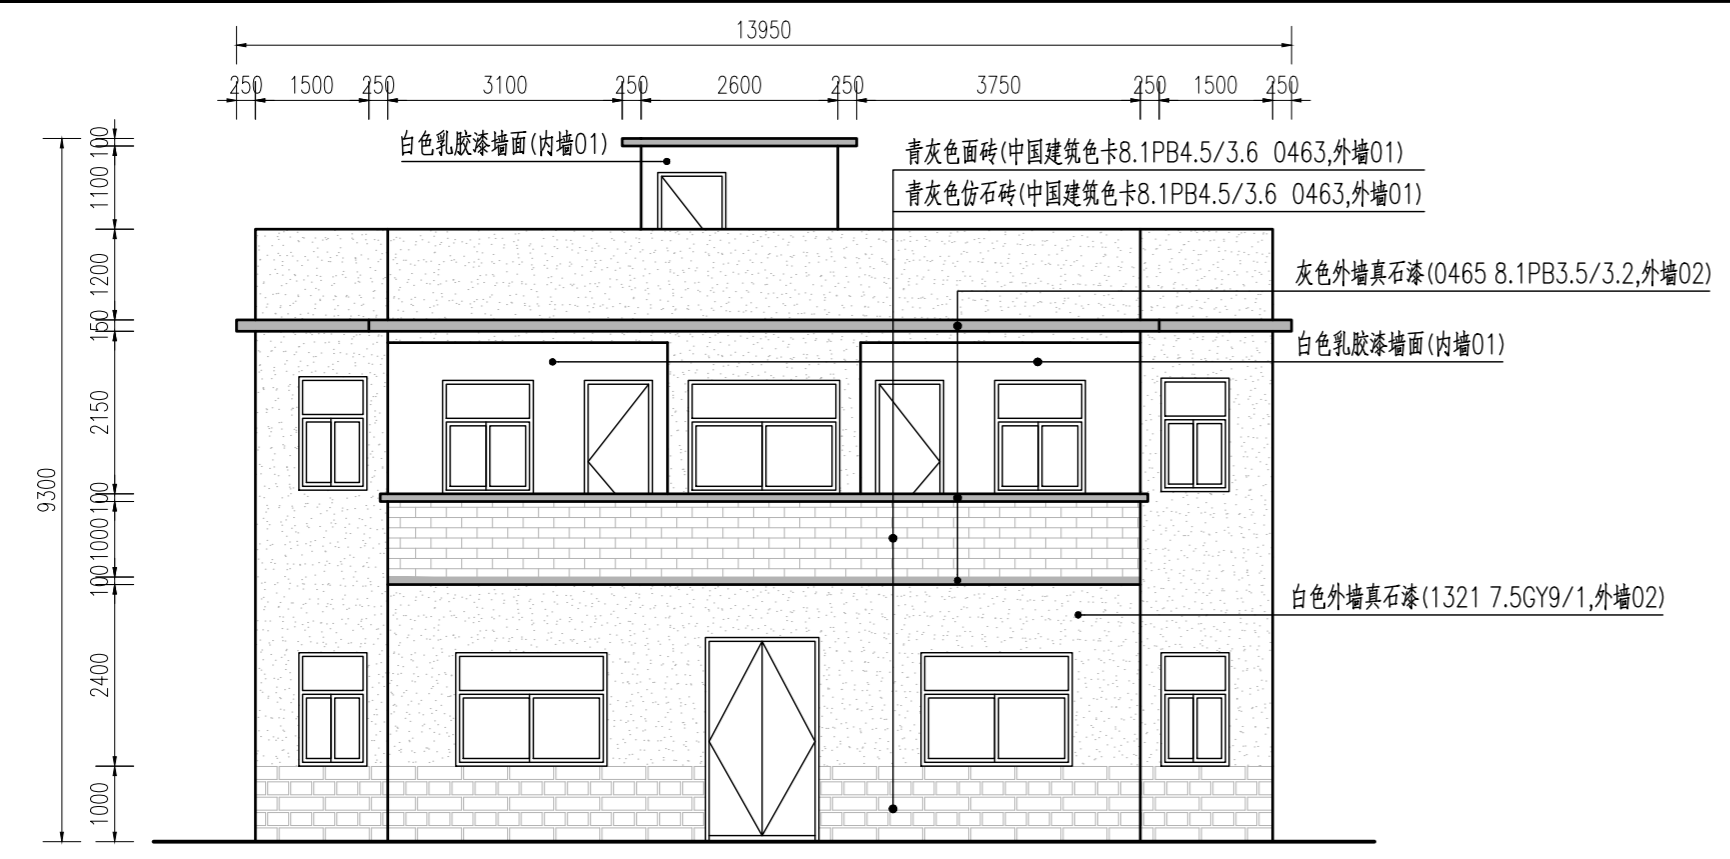 13950
250 1500 250 3100 250 2600 250 3750 250 1500 250
白色乳胶漆墙面(内墙01)
青灰色面砖(中国建筑色卡8.1PB4.5/3.6 0463,外墙01)
青灰色仿石砖(中国建筑色卡8.1PB4.5/3.6 0463,外墙01)
灰色外墙真石漆(0465 8.1PB3.5/3.2,外墙02)
白色乳胶漆墙面(内墙01)
白色外墙真石漆(1321 7.5GY9/1,外墙02)
9300
100
1100
1200
150
2150
100
1000
100
2400
1000